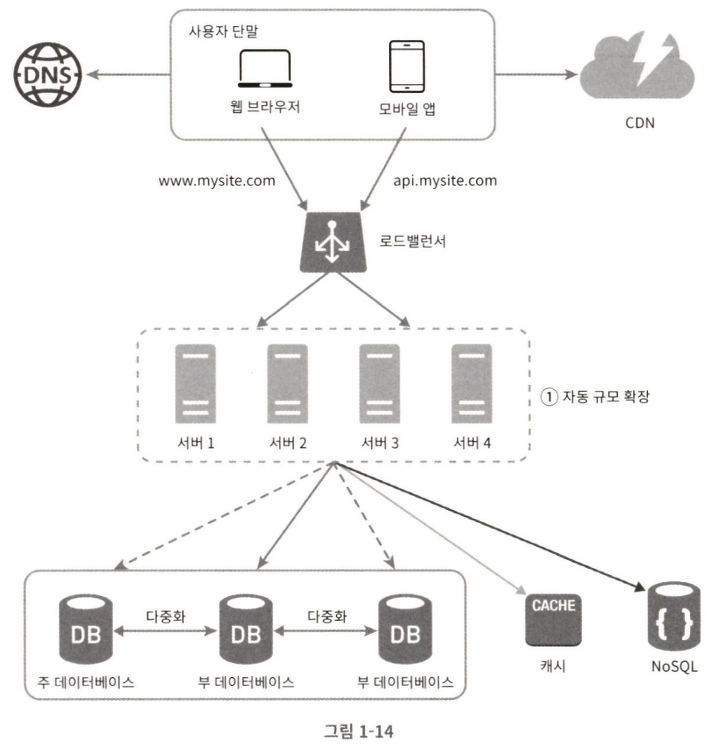 사용자 단말
DNS
웹 브라우저
모바일 앱
CDN
www.mysite.com
api.mysite.com
로드밸런서
① 자동 규모 확장
서버 1
서버 2
서버 3
서버 4
다중화
다중화
DB
DB
DB
CACHE
{ }
주 데이터베이스
부 데이터베이스
부 데이터베이스
캐시
NoSQL
그림 1-14